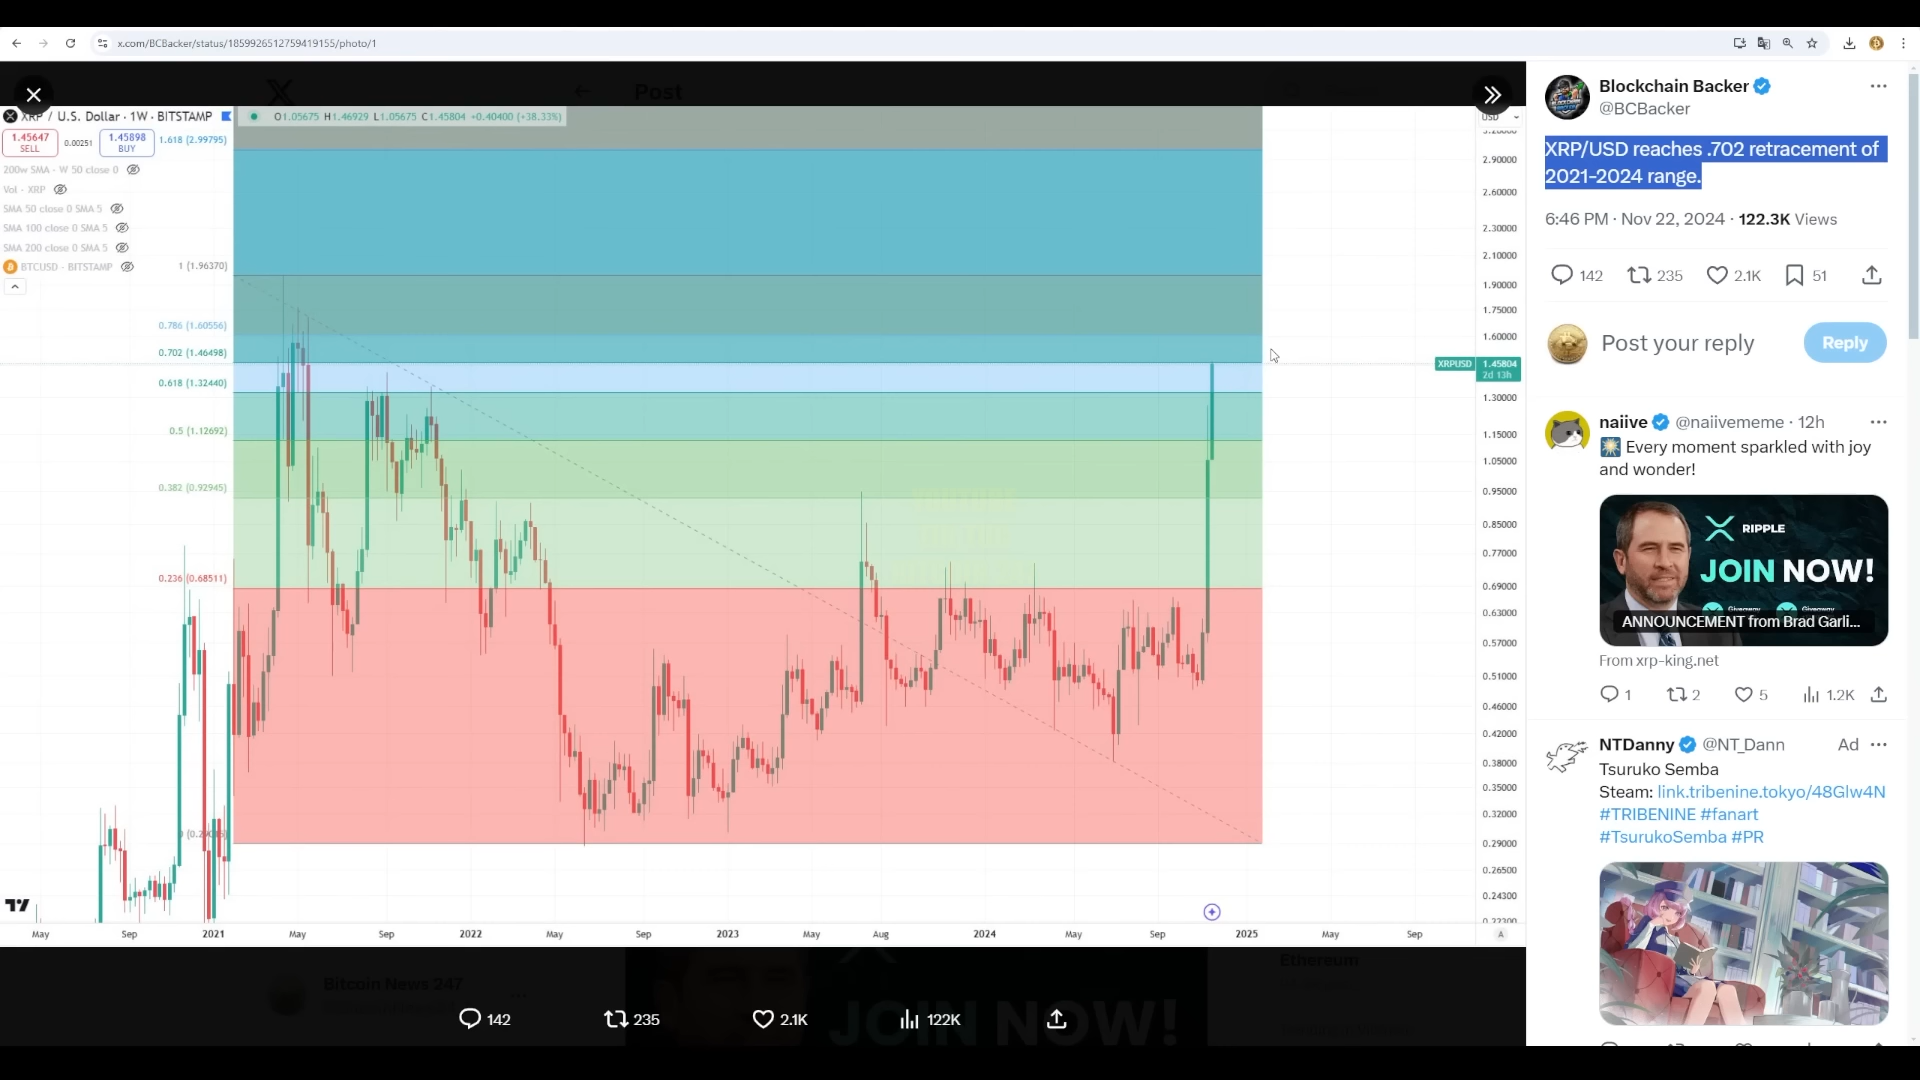 x.com/BCBacker/status/1859926512759419155/photo/1
Post
XRP / U.S. Dollar · 1W · BITSTAMP
O1.05675 H1.46929 L1.05675 C1.45804 +0.40400 (+38.33%)
1.45647
SELL
0.00251
1.45898
BUY
1.618 (2.99795)
200w SMA - W 50 close 0
Vol - XRP
SMA 50 close 0 SMA 5
SMA 100 close 0 SMA 5
SMA 200 close 0 SMA 5
BTCUSD - BITSTAMP
1 (1.96370)
0.786 (1.60556)
0.702 (1.46498)
0.618 (1.32440)
0.5 (1.12692)
0.382 (0.92945)
0.236 (0.68511)
USD
2.90000
2.60000
2.30000
2.10000
1.90000
1.75000
1.60000
XRPUSD
1.45804
2d 13h
1.30000
1.15000
1.05000
0.95000
0.85000
0.77000
0.69000
0.63000
0.57000
0.51000
0.46000
0.42000
0.38000
0.35000
0.32000
0.29000
0.26500
0.24300
May Sep 2021 May Sep 2022 May Sep 2023 May Aug 2024 May Sep 2025 May Sep
A
Bitcoin News 247
Ethereum
JOIN NOW!
142 235 2.1K 122K
Blockchain Backer
@BCBacker
XRP/USD reaches .702 retracement of
2021-2024 range.
6:46 PM · Nov 22, 2024 · 122.3K Views
142 235 2.1K 51
Post your reply
Reply
naiive @naiivememe · 12h
Every moment sparkled with joy
and wonder!
RIPPLE
JOIN NOW!
Giveaway Giveaway
ANNOUNCEMENT from Brad Garli...
From xrp-king.net
1 2 5 1.2K
NTDanny @NT_Dann Ad
Tsuruko Semba
Steam: link.tribenine.tokyo/48Glw4N
#TRIBENINE #fanart
#TsurukoSemba #PR